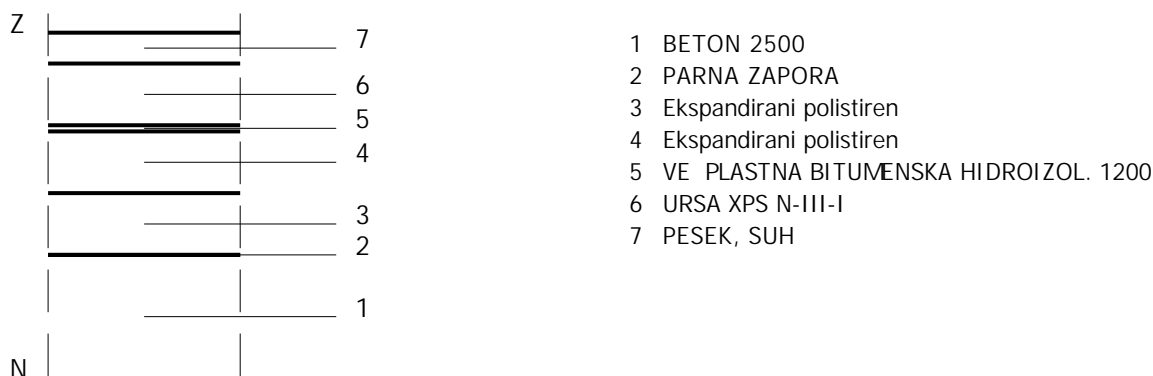 Z
7
6
5
4
3
2
1
N
1 BETON 2500
2 PARNA ZAPORA
3 Ekspandirani polistiren
4 Ekspandirani polistiren
5 VE PLASTNA BITUMENSKA HIDROIZOL. 1200
6 URSA XPS N-III-I
7 PESEK, SUH